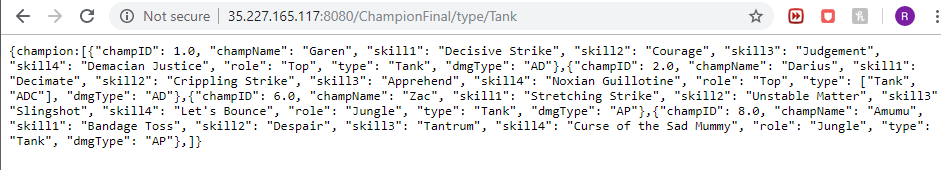 Not secure | 35.227.165.117:8080/ChampionFinal/type/Tank
R
{champion:[{"champID": 1.0, "champName": "Garen", "skill1": "Decisive Strike", "skill2": "Courage", "skill3": "Judgement",
"skill4": "Demacian Justice", "role": "Top", "type": "Tank", "dmgType": "AD"},{"champID": 2.0, "champName": "Darius", "skill1":
"Decimate", "skill2": "Crippling Strike", "skill3": "Apprehend", "skill4": "Noxian Guillotine", "role": "Top", "type": ["Tank",
"ADC"], "dmgType": "AD"},{"champID": 6.0, "champName": "Zac", "skill1": "Stretching Strike", "skill2": "Unstable Matter", "skill3"
"Slingshot", "skill4": "Let's Bounce", "role": "Jungle", "type": "Tank", "dmgType": "AP"},{"champID": 8.0, "champName": "Amumu",
"skill1": "Bandage Toss", "skill2": "Despair", "skill3": "Tantrum", "skill4": "Curse of the Sad Mummy", "role": "Jungle", "type":
"Tank", "dmgType": "AP"},]}